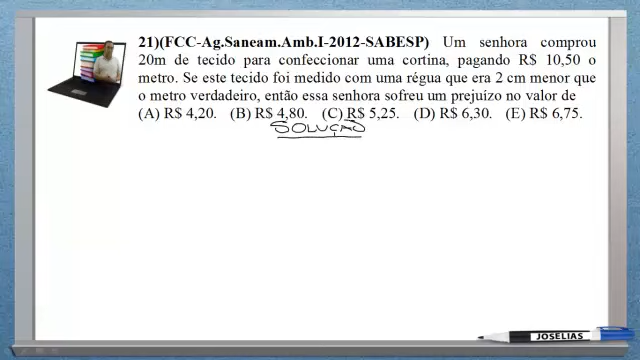 21)(FCC-Ag.Saneam.Amb.I-2012-SABESP) Um senhora comprou
20m de tecido para confeccionar uma cortina, pagando R$ 10,50 o
metro. Se este tecido foi medido com uma régua que era 2 cm menor que
o metro verdadeiro, então essa senhora sofreu um prejuízo no valor de
(A) R$ 4,20. (B) R$ 4,80. (C) R$ 5,25. (D) R$ 6,30. (E) R$ 6,75.
SOLUÇÃO
JOSELIAS